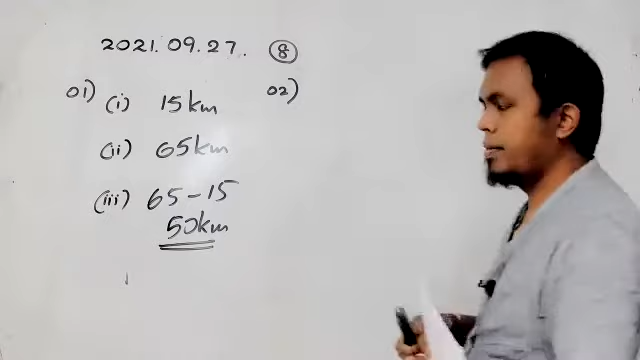 2021.09.27. 8
01) (i) 15km
(ii) 65km
(iii) 65-15
50km
02)